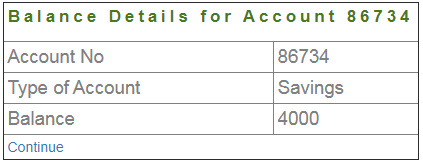 Balance Details for Account 86734
Account No 86734
Type of Account Savings
Balance 4000
Continue